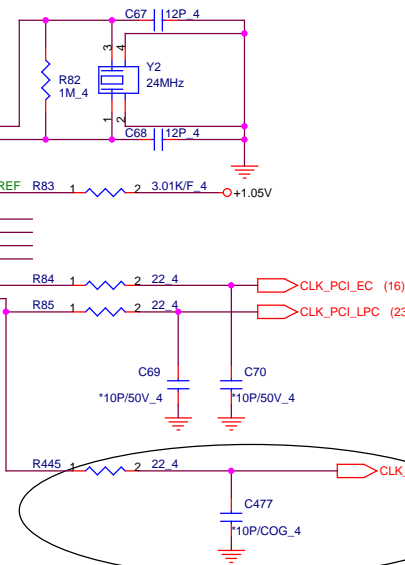 C67 12P_4
3 4
R82
1M_4
Y2
24MHz
1 2
C68 12P_4
REF R83 1 2 3.01K/F_4
+1.05V
R84 1 2 22_4
CLK_PCI_EC (16)
R85 1 2 22_4
CLK_PCI_LPC (23
C69
*10P/50V_4
C70
*10P/50V_4
R445 1 2 22_4
CLK_
C477
*10P/COG_4